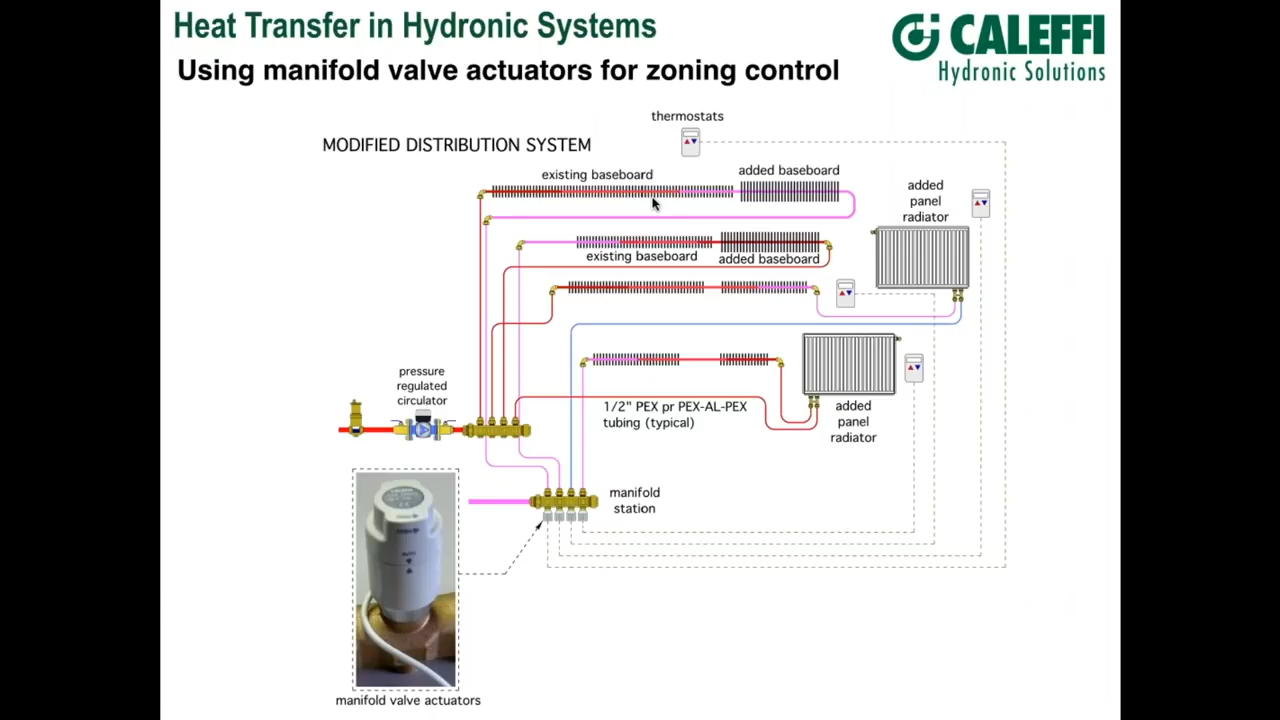 Heat Transfer in Hydronic Systems
CALEFFI
Hydronic Solutions
Using manifold valve actuators for zoning control
thermostats
MODIFIED DISTRIBUTION SYSTEM
existing baseboard
added baseboard
added
panel
radiator
existing baseboard
added baseboard
pressure
regulated
circulator
1/2" PEX pr PEX-AL-PEX
tubing (typical)
added
panel
radiator
manifold
station
CALEFFI
manifold valve actuators